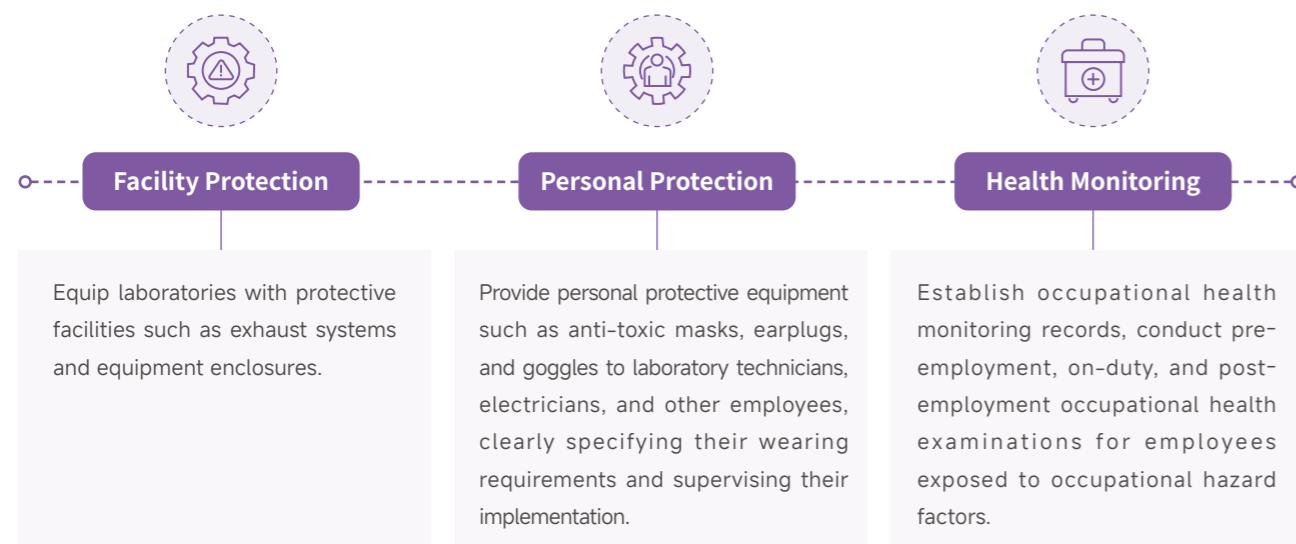 Facility Protection
Personal Protection
Health Monitoring
Equip laboratories with protective
facilities such as exhaust systems
and equipment enclosures.
Provide personal protective equipment
such as anti-toxic masks, earplugs,
and goggles to laboratory technicians,
electricians, and other employees,
clearly specifying their wearing
requirements and supervising their
implementation.
Establish occupational health
monitoring records, conduct pre-
employment, on-duty, and post-
employment occupational health
examinations for employees
exposed to occupational hazard
factors.